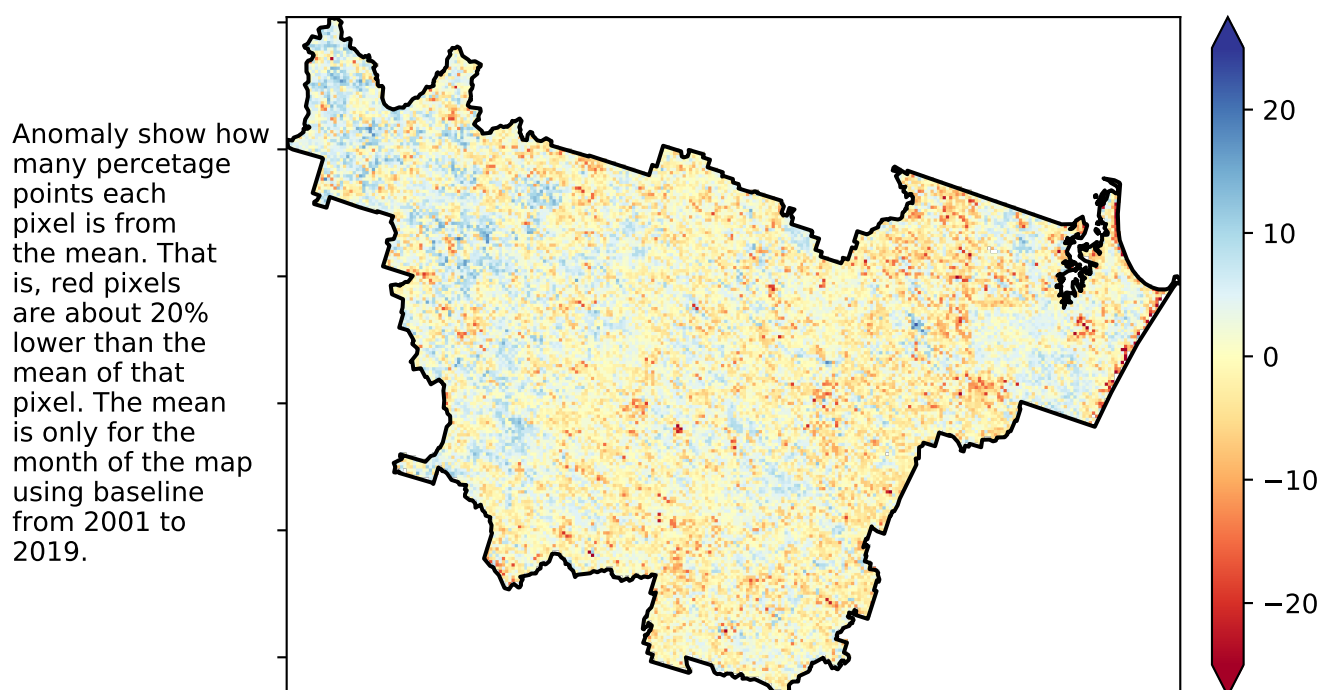 Anomaly show how
many percetage
points each
pixel is from
the mean. That
is, red pixels
are about 20%
lower than the
mean of that
pixel. The mean
is only for the
month of the map
using baseline
from 2001 to
2019.
20
10
0
−10
−20